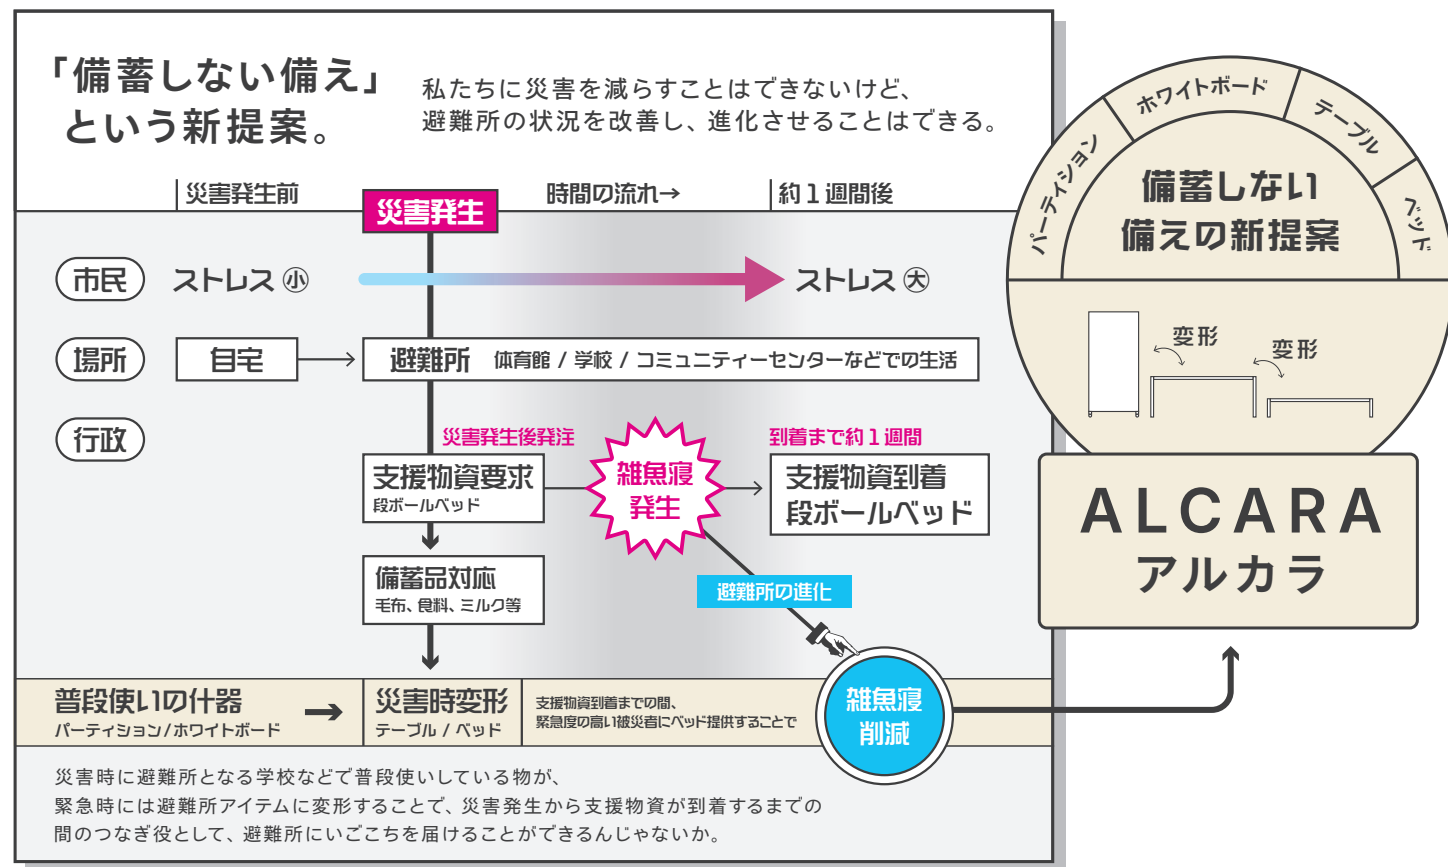 「備蓄しない備え」
という新提案。
私たちに災害を減らすことはできないけど、
避難所の状況を改善し、進化させることはできる。
災害発生前
災害発生
時間の流れ→
約1週間後
市民
ストレス㊙小
ストレス 大
場所
自宅
避難所 体育館 / 学校 / コミュニティーセンターなどでの生活
行政
災害発生後発注
支援物資要求
段ボールベッド
雑魚寝
発生
到着まで約1週間
支援物資到着
段ボールベッド
備蓄品対応
毛布、食料、ミルク等
避難所の進化
普段使いの什器
パーティション/ホワイトボード
災害時変形
テーブル / ベッド
支援物資到着までの間、
緊急度の高い被災者にベッド提供することで
雑魚寝
削減
災害時に避難所となる学校などで普段使いしている物が、
緊急時には避難所アイテムに変形することで、災害発生から支援物資が到着するまでの
間のつなぎ役として、避難所にいごこちを届けることができるんじゃないか。
パーティション
ホワイトボード
テーブル
ベッド
備蓄しない
備えの新提案
変形
変形
ALCARA
アルカラ